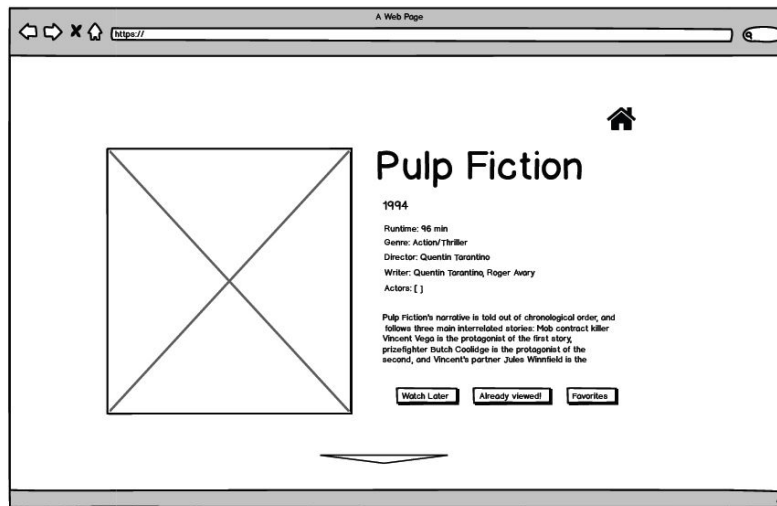 A Web Page
https://
Pulp Fiction
1994
Runtime: 96 min
Genre: Action/Thriller
Director: Quentin Tarantino
Writer: Quentin Tarantino, Roger Avary
Actors: [ ]
Pulp Fiction's narrative is told out of chronological order, and
follows three main interrelated stories: Mob contract killer
Vincent Vega is the protagonist of the first story,
prizefighter Butch Coolidge is the protagonist of the
second, and Vincent's partner Jules Winnfield is the
Watch Later
Already viewed!
Favorites